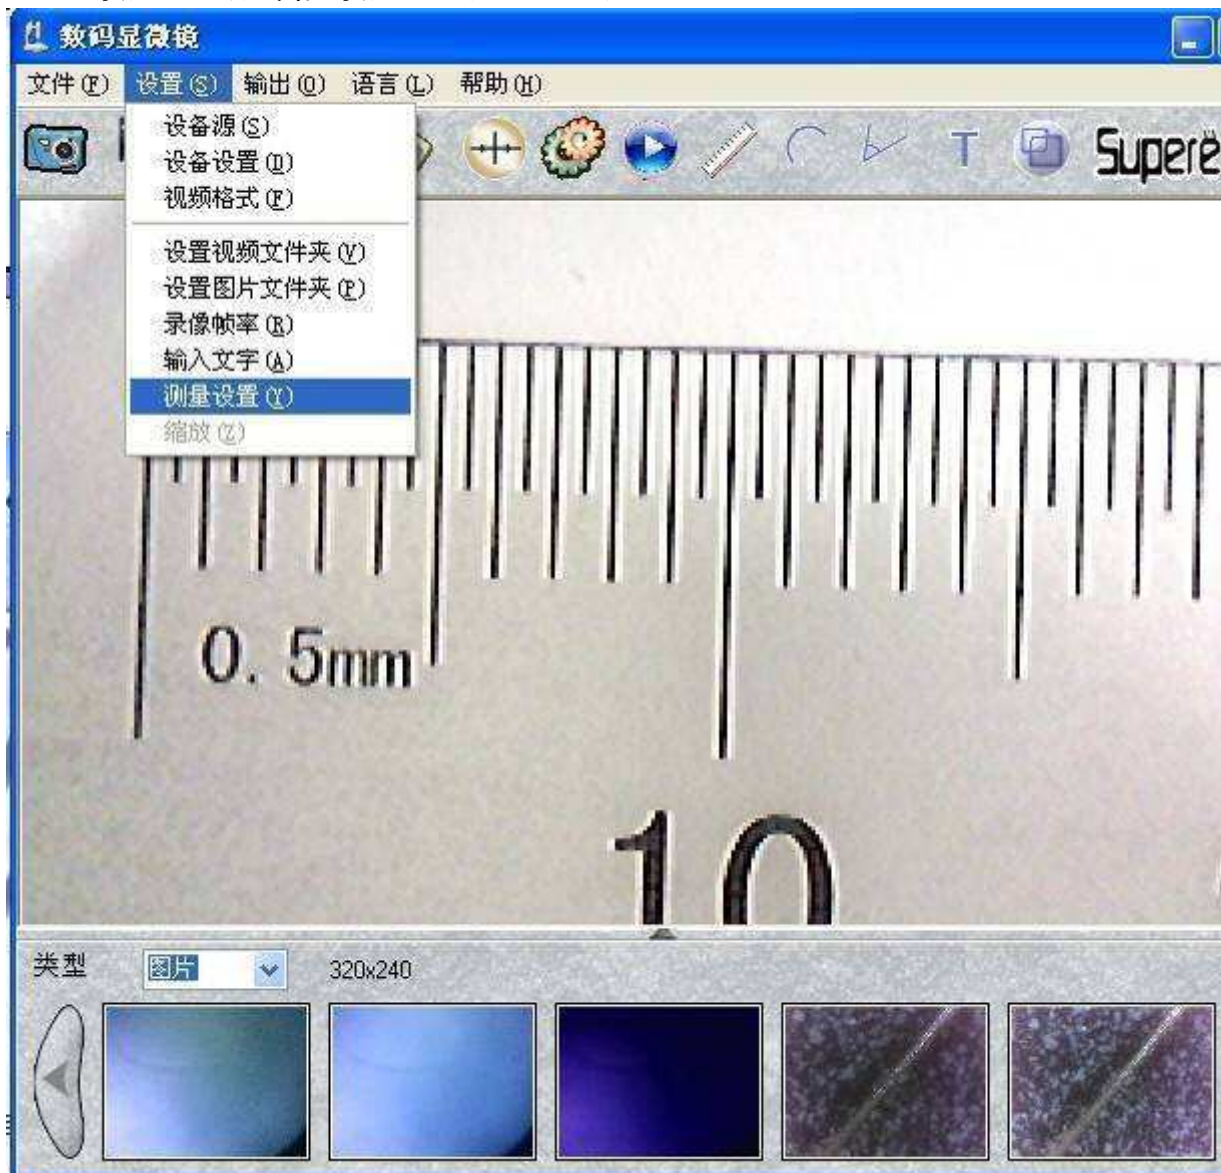 数码显微镜
文件(F) 设置(S) 输出(O) 语言(L) 帮助(H)
设备源(S)
设备设置(D)
视频格式(F)
设置视频文件夹(V)
设置图片文件夹(P)
录像帧率(R)
输入文字(A)
测量设置(Y)
缩放(Z)
T Superë
0. 5mm
10
类型 图片 320x240